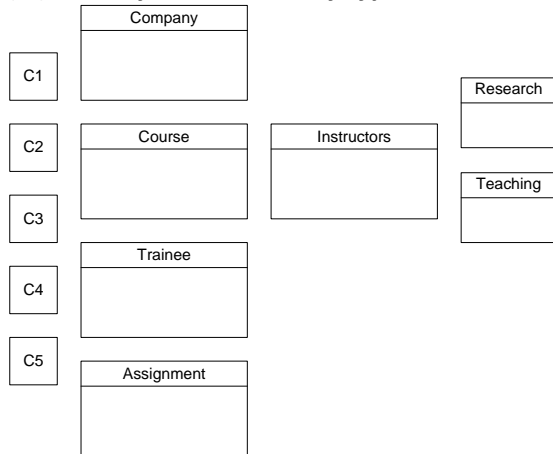 Company
C1
Research
C2
Course
Instructors
Teaching
C3
Trainee
C4
C5
Assignment